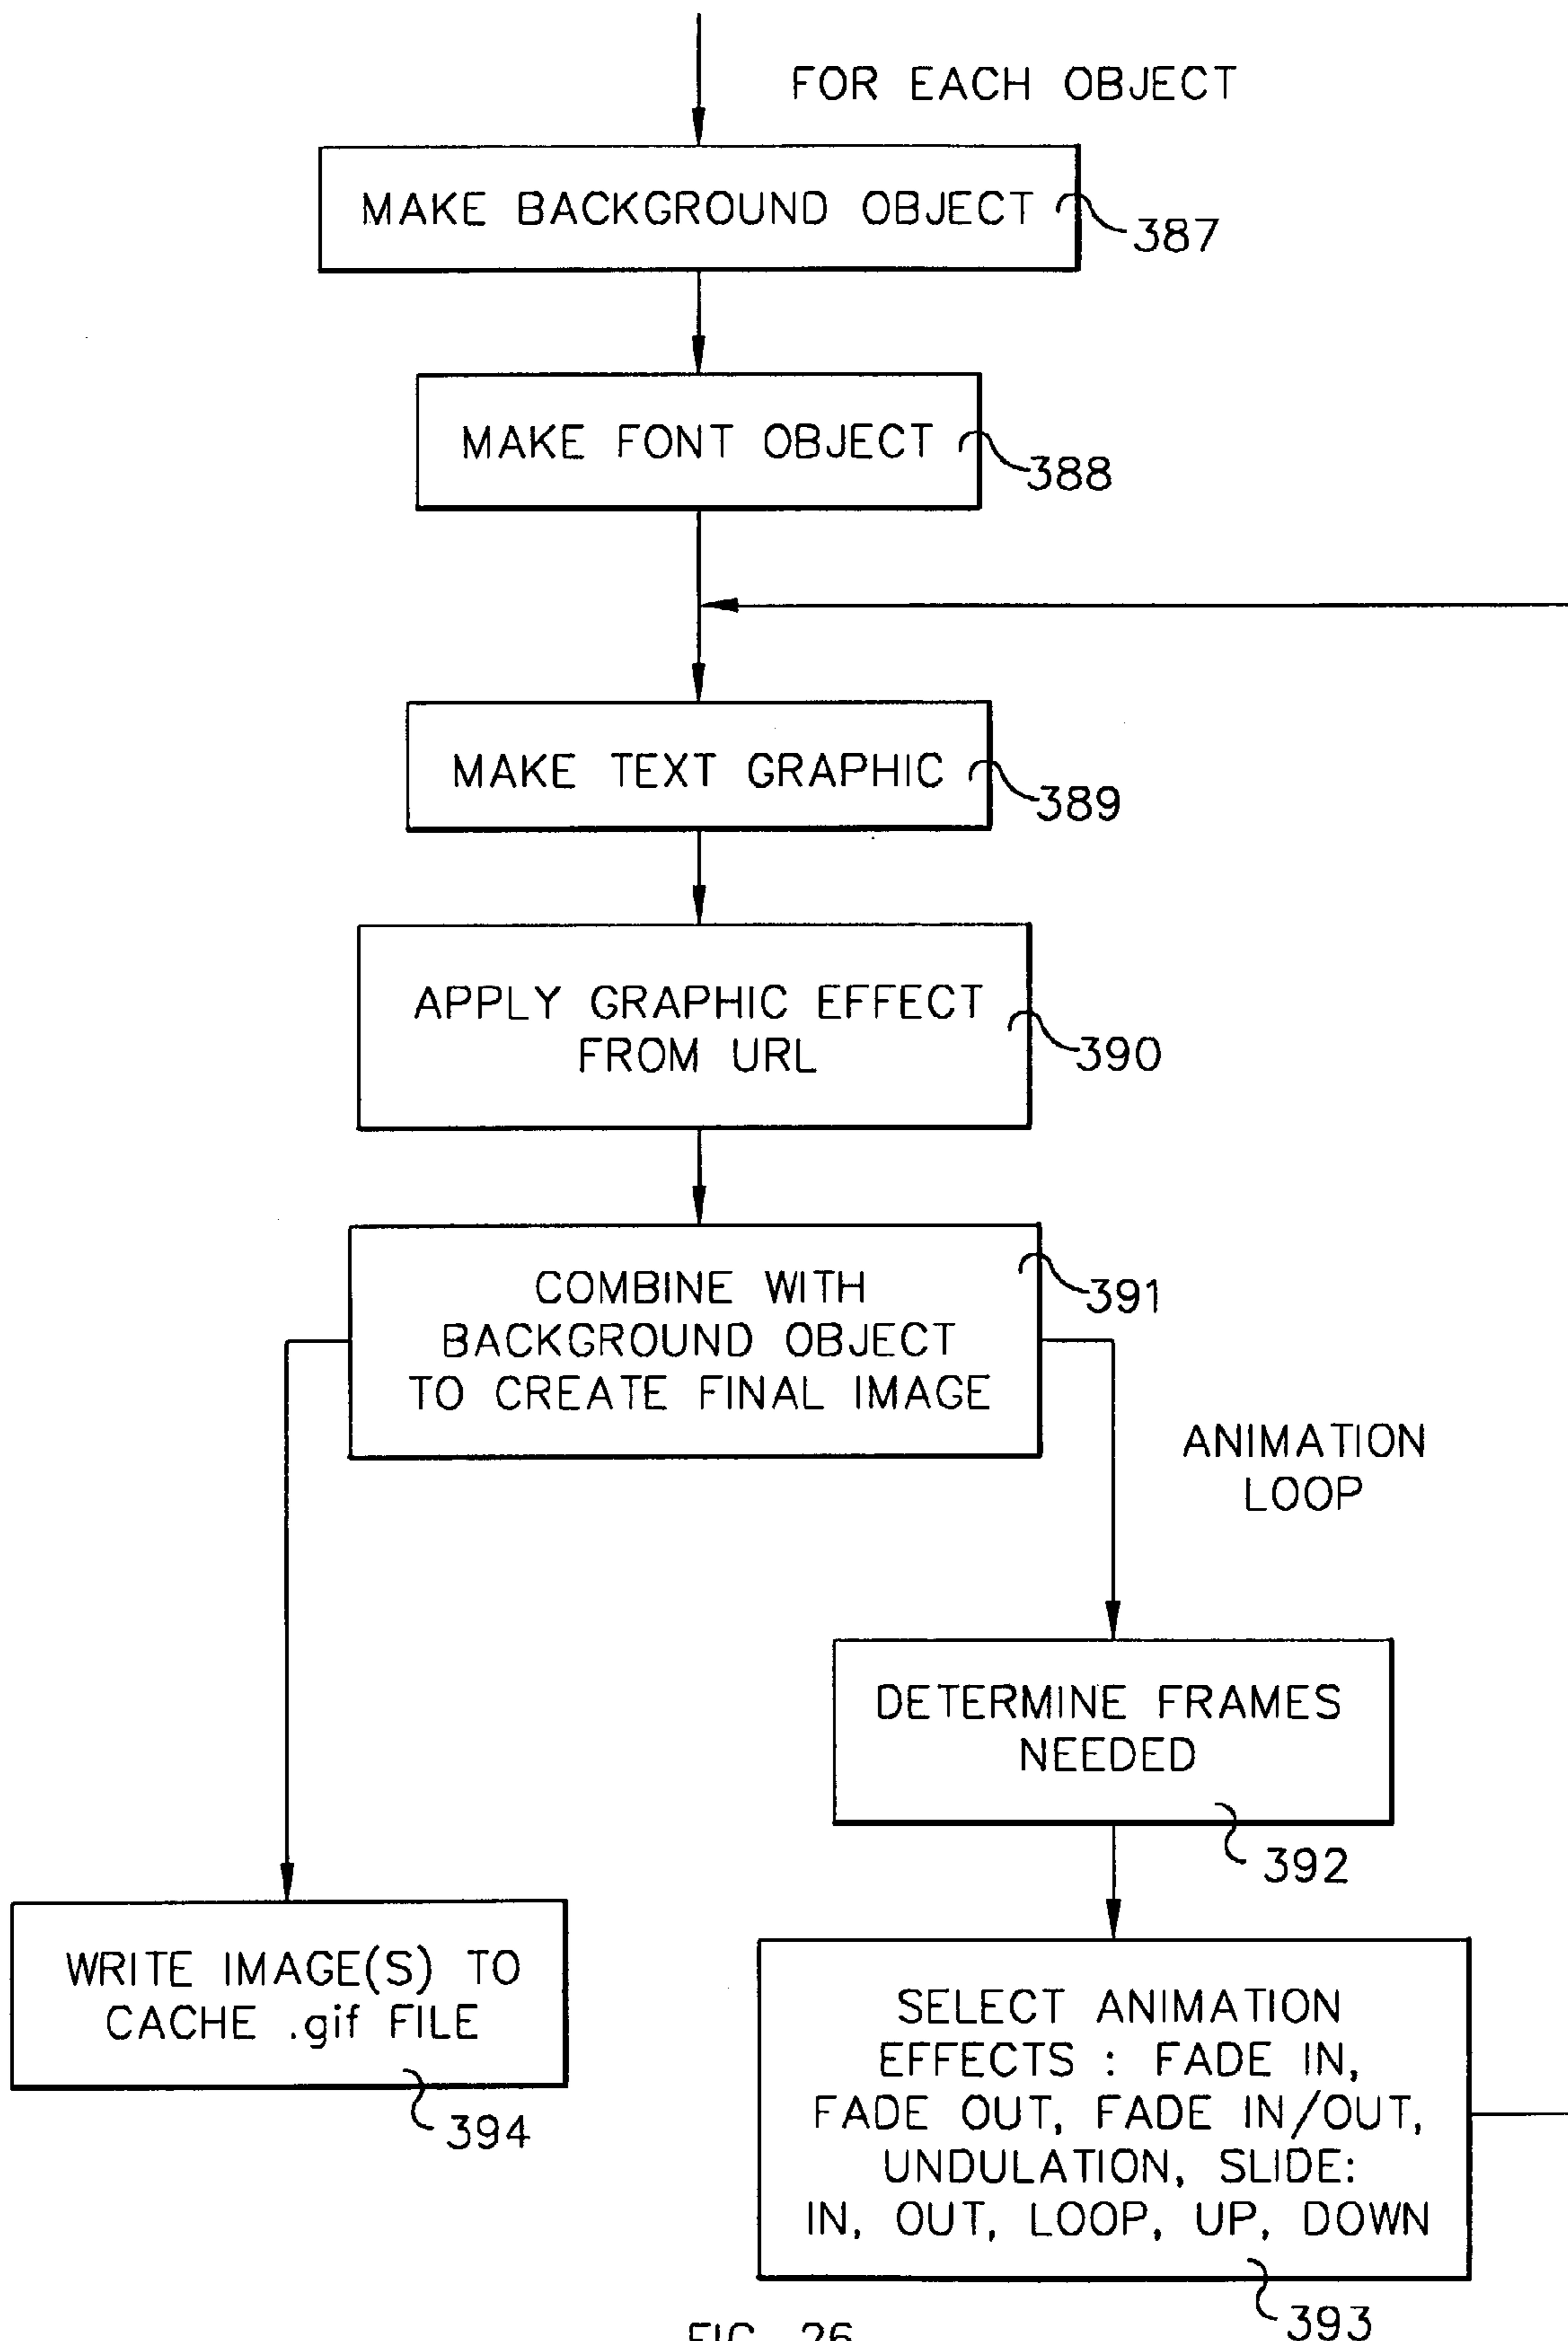 FOR EACH OBJECT
MAKE BACKGROUND OBJECT
387
MAKE FONT OBJECT
388
MAKE TEXT GRAPHIC
389
APPLY GRAPHIC EFFECT
FROM URL
390
COMBINE WITH
BACKGROUND OBJECT
TO CREATE FINAL IMAGE
391
ANIMATION
LOOP
DETERMINE FRAMES
NEEDED
392
WRITE IMAGE(S) TO
CACHE .gif FILE
394
SELECT ANIMATION
EFFECTS : FADE IN,
FADE OUT, FADE IN/OUT,
UNDULATION, SLIDE:
IN, OUT, LOOP, UP, DOWN
393
FIG. 26